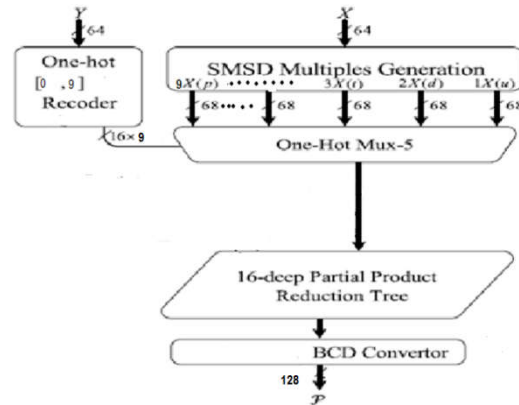 Y X
64 64
One-hot
[0 ,9]
Recoder
SMSD Multiples Generation
9X(p) ........ 3X(t) 2X(d) 1X(u)
68..... 68 68 68 68
16× 9
One-Hot Mux-5
16-deep Partial Product
Reduction Tree
BCD Convertor
128
P